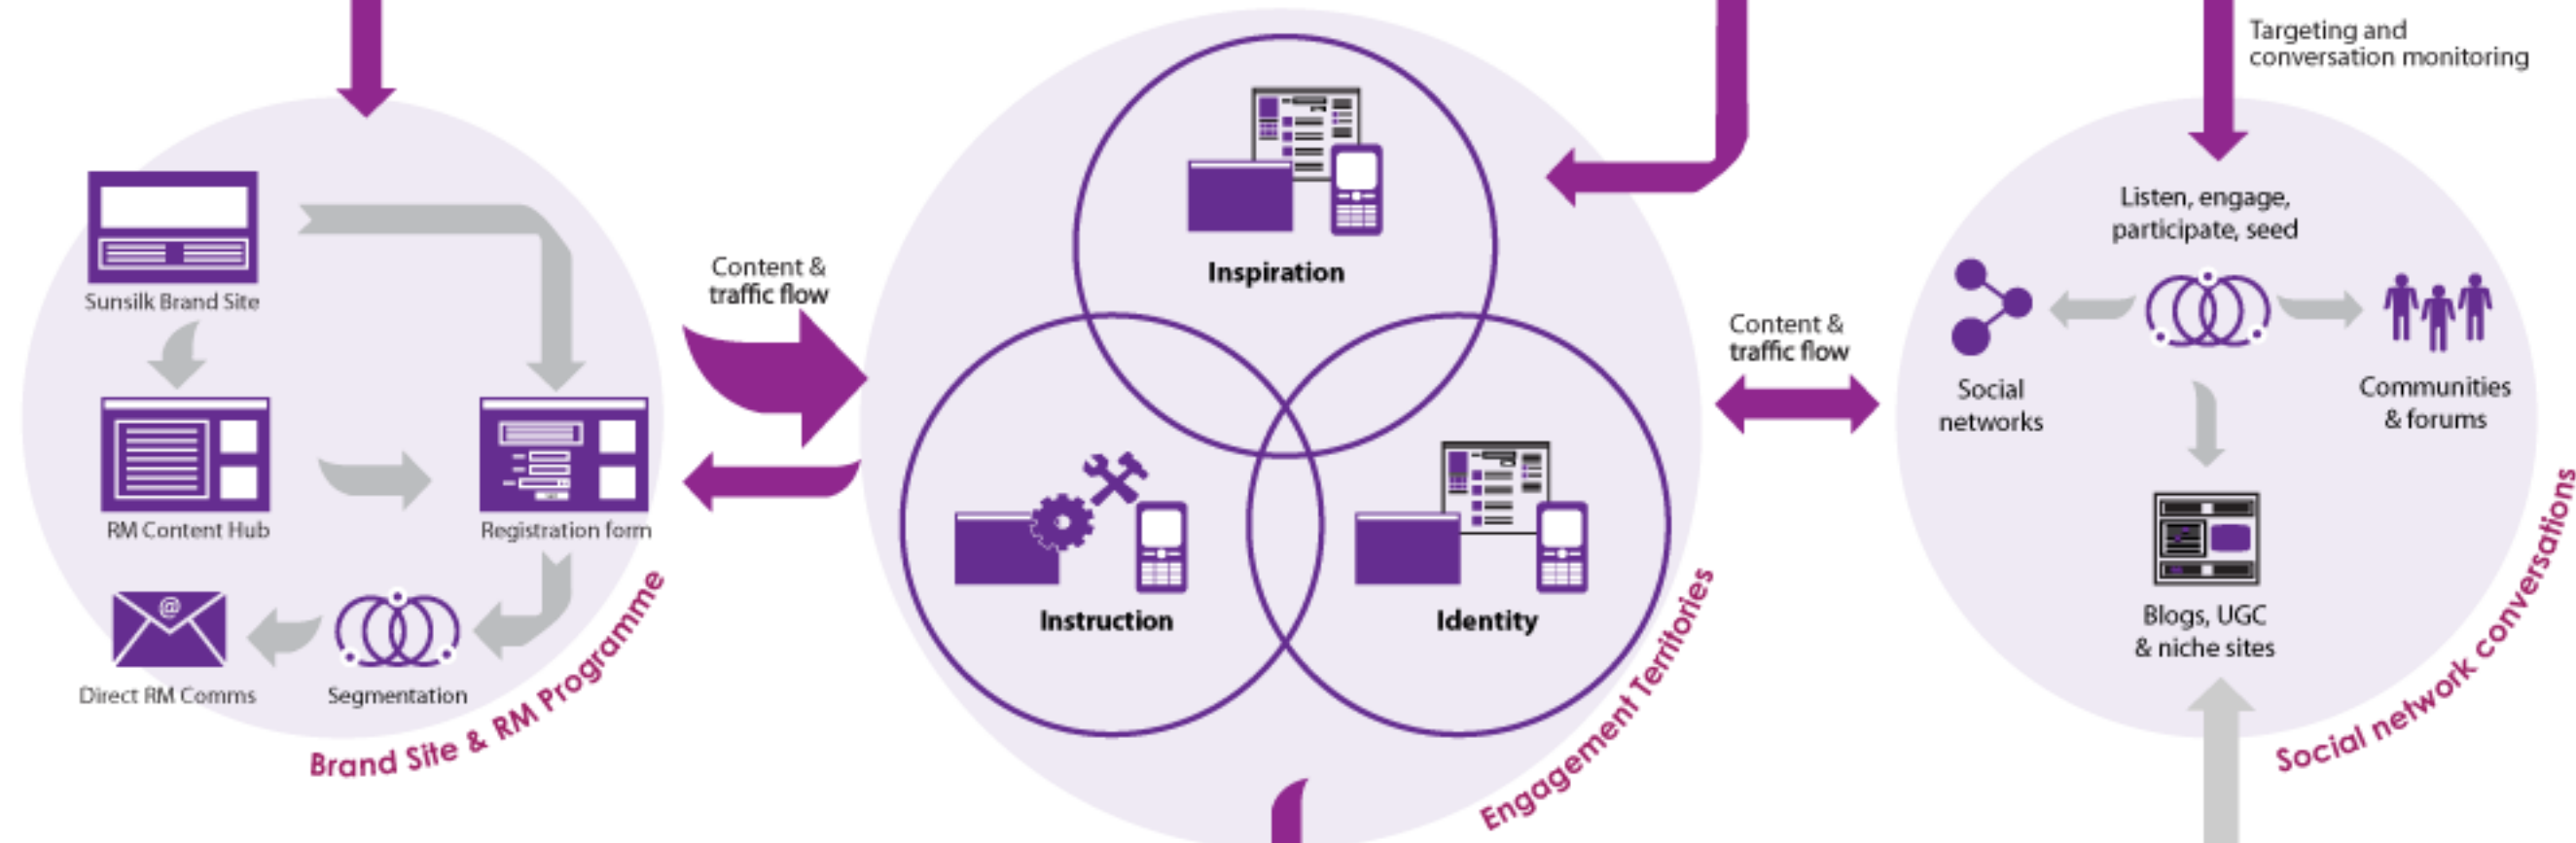 Targeting and
conversation monitoring
Sunsilk Brand Site
RM Content Hub
Registration form
@
Direct RM Comms
Segmentation
Brand Site & RM Programme
Content &
traffic flow
Inspiration
Instruction
Identity
Engagement Territories
Content &
traffic flow
Listen, engage,
participate, seed
Social
networks
Communities
& forums
Blogs, UGC
& niche sites
Social network conversations